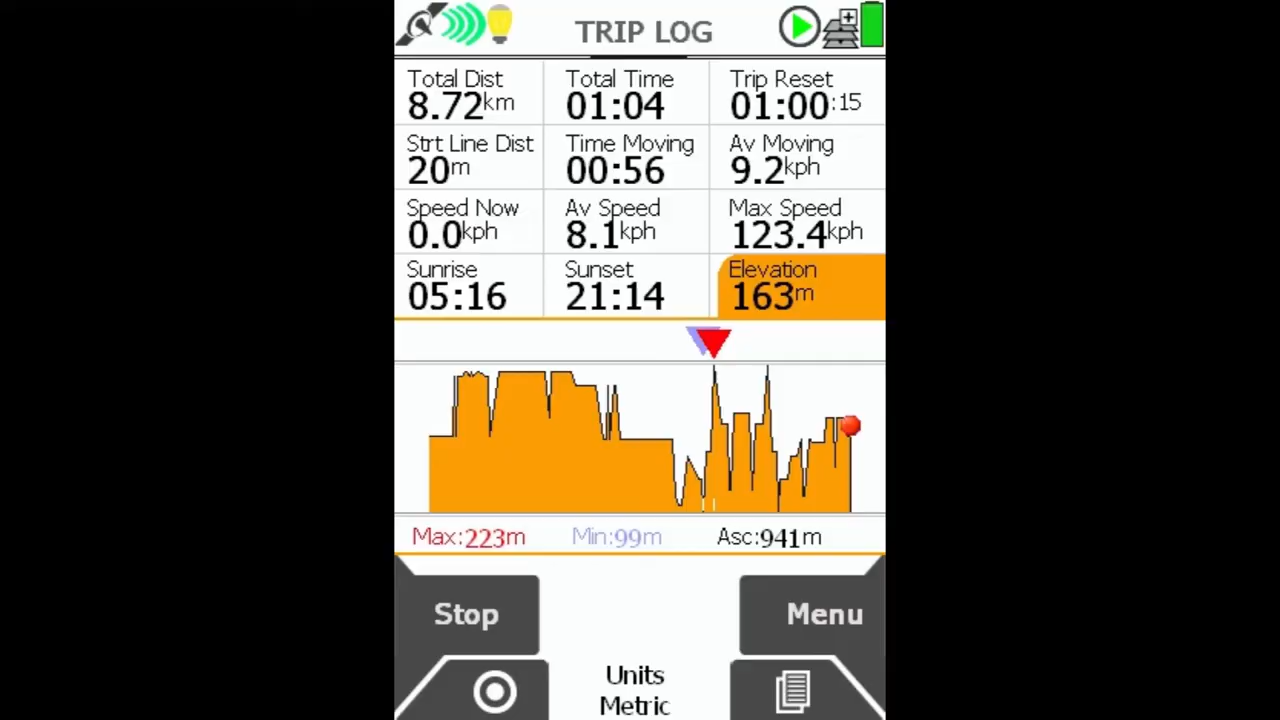 TRIP LOG
Total Dist Total Time Trip Reset
8.72km 01:04 01:00:15
Strt Line Dist Time Moving Av Moving
20m 00:56 9.2kph
Speed Now Av Speed Max Speed
0.0kph 8.1kph 123.4kph
Sunrise Sunset Elevation
05:16 21:14 163m
Max:223m Min:99m Asc:941m
Stop Menu
Units
Metric